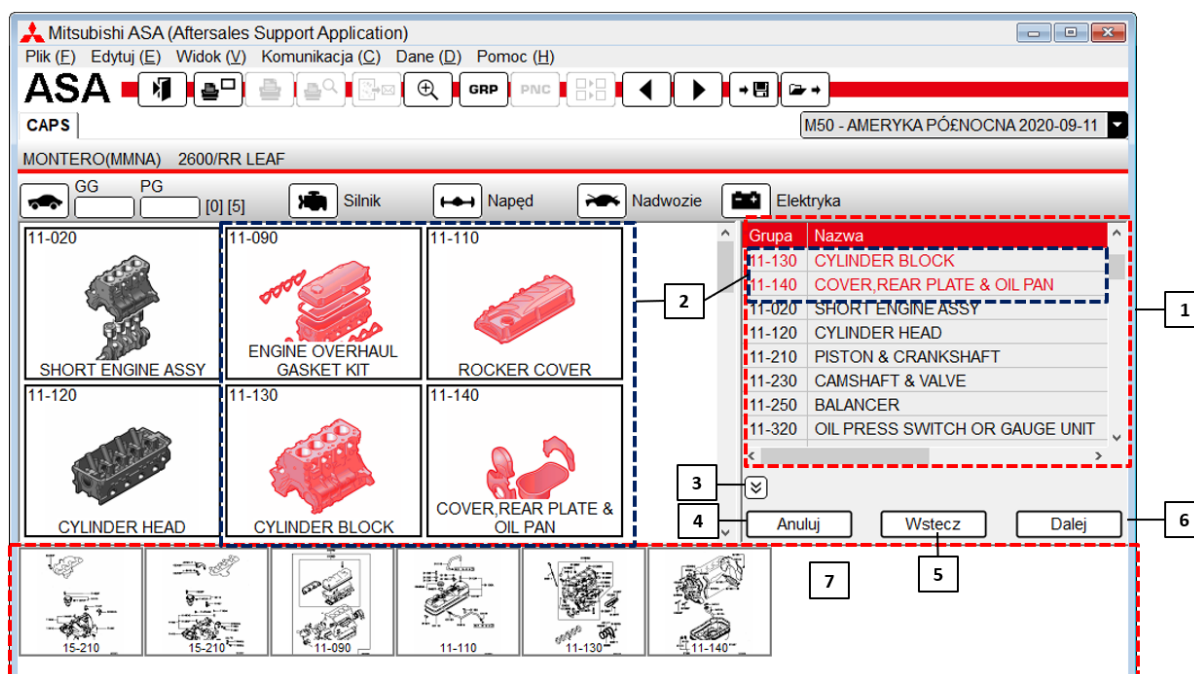 Mitsubishi ASA (Aftersales Support Application)
Plik (F) Edytuj (E) Widok (V) Komunikacja (C) Dane (D) Pomoc (H)
ASA GRP PNC
CAPS M50 - AMERYKA PÓ£NOCNA 2020-09-11
MONTERO(MMNA) 2600/RR LEAF
GG PG
[0] [5] Silnik Napęd Nadwozie Elektryka
11-020 11-090 11-110
SHORT ENGINE ASSY
ENGINE OVERHAUL
GASKET KIT
ROCKER COVER
11-120 11-130 11-140
CYLINDER HEAD
CYLINDER BLOCK
COVER,REAR PLATE &
OIL PAN
Grupa Nazwa
11-130 CYLINDER BLOCK
11-140 COVER,REAR PLATE & OIL PAN
11-020 SHORT ENGINE ASSY
11-120 CYLINDER HEAD
11-210 PISTON & CRANKSHAFT
11-230 CAMSHAFT & VALVE
11-250 BALANCER
11-320 OIL PRESS SWITCH OR GAUGE UNIT
2
1
3
4
Anuluj Wstecz Dalej
6
5
7
15-210 15-210 11-090 11-110 11-130 11-140